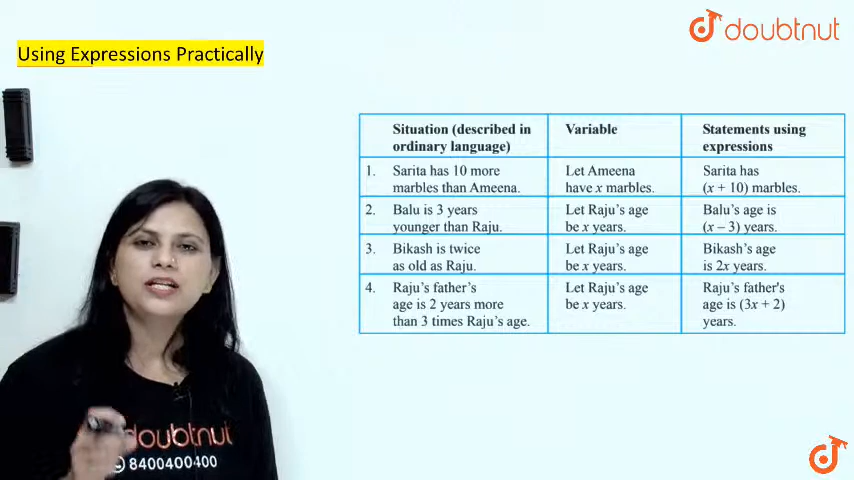 doubtnut
Using Expressions Practically
Situation (described in
ordinary language)
Variable
Statements using
expressions
1. Sarita has 10 more
marbles than Ameena.
Let Ameena
have x marbles.
Sarita has
(x + 10) marbles.
2. Balu is 3 years
younger than Raju.
Let Raju's age
be x years.
Balu's age is
(x – 3) years.
3. Bikash is twice
as old as Raju.
Let Raju's age
be x years.
Bikash's age
is 2x years.
4. Raju's father's
age is 2 years more
than 3 times Raju's age.
Let Raju's age
be x years.
Raju's father's
age is (3x + 2)
years.
doubtnut
8400400400